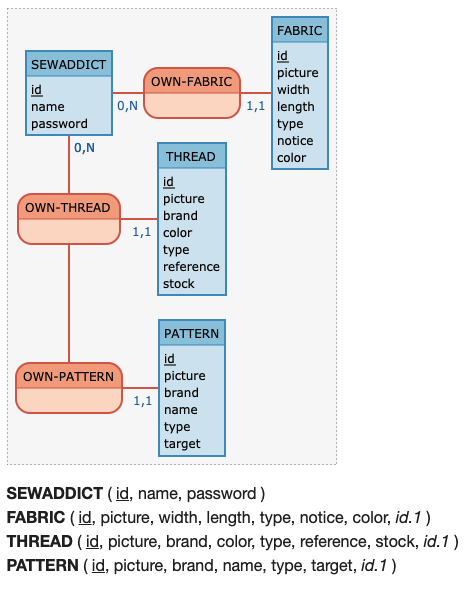 SEWADDICT
id
name
password
0,N
OWN-FABRIC
1,1
FABRIC
id
picture
width
length
type
notice
color
0,N
OWN-THREAD
1,1
THREAD
id
picture
brand
color
type
reference
stock
OWN-PATTERN
1,1
PATTERN
id
picture
brand
name
type
target
SEWADDICT ( id, name, password )
FABRIC ( id, picture, width, length, type, notice, color, id.1 )
THREAD ( id, picture, brand, color, type, reference, stock, id.1 )
PATTERN ( id, picture, brand, name, type, target, id.1 )